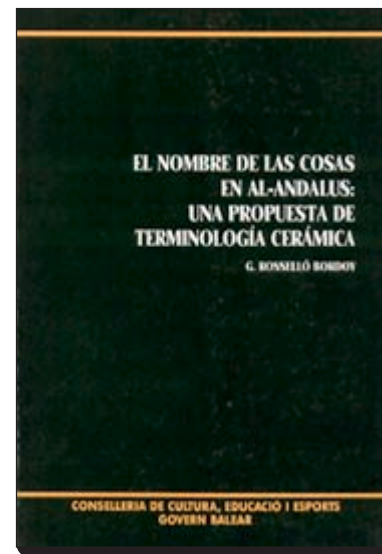 EL NOMBRE DE LAS COSAS
EN AL-ANDALUS:
UNA PROPUESTA DE
TERMINOLOGÍA CERÁMICA
G. ROSSELLÓ BORDOY
CONSELLERIA DE CULTURA, EDUCACIÓ I ESPORTS
GOVERN BALEAR